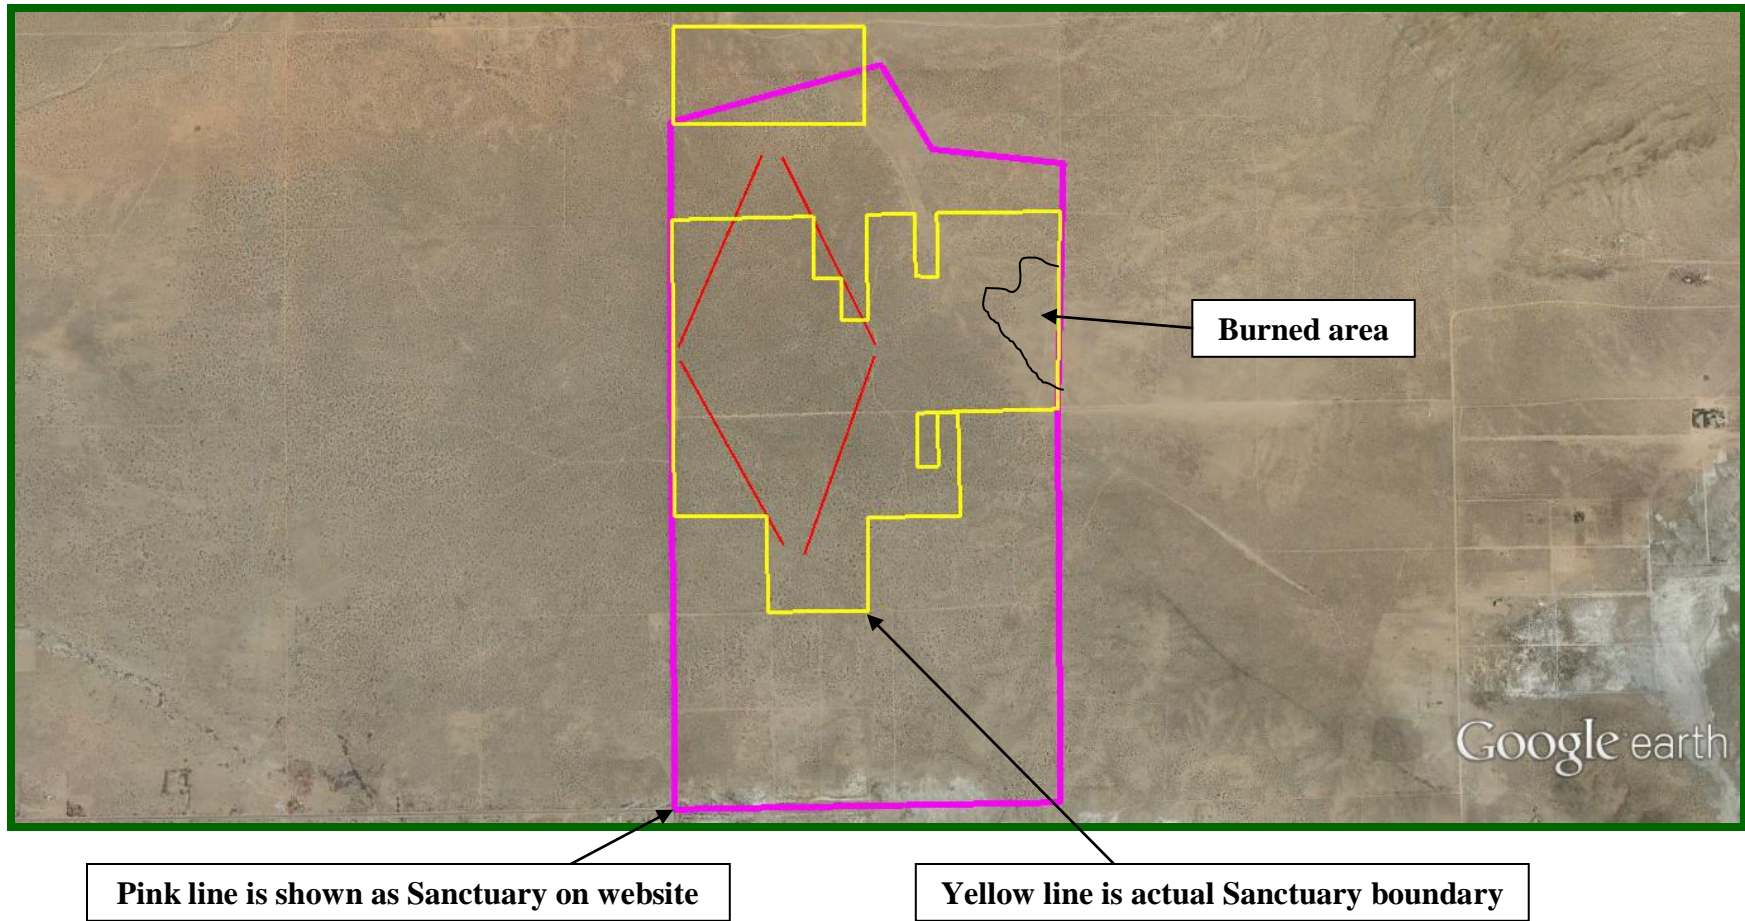 Burned area
Google earth
Pink line is shown as Sanctuary on website
Yellow line is actual Sanctuary boundary